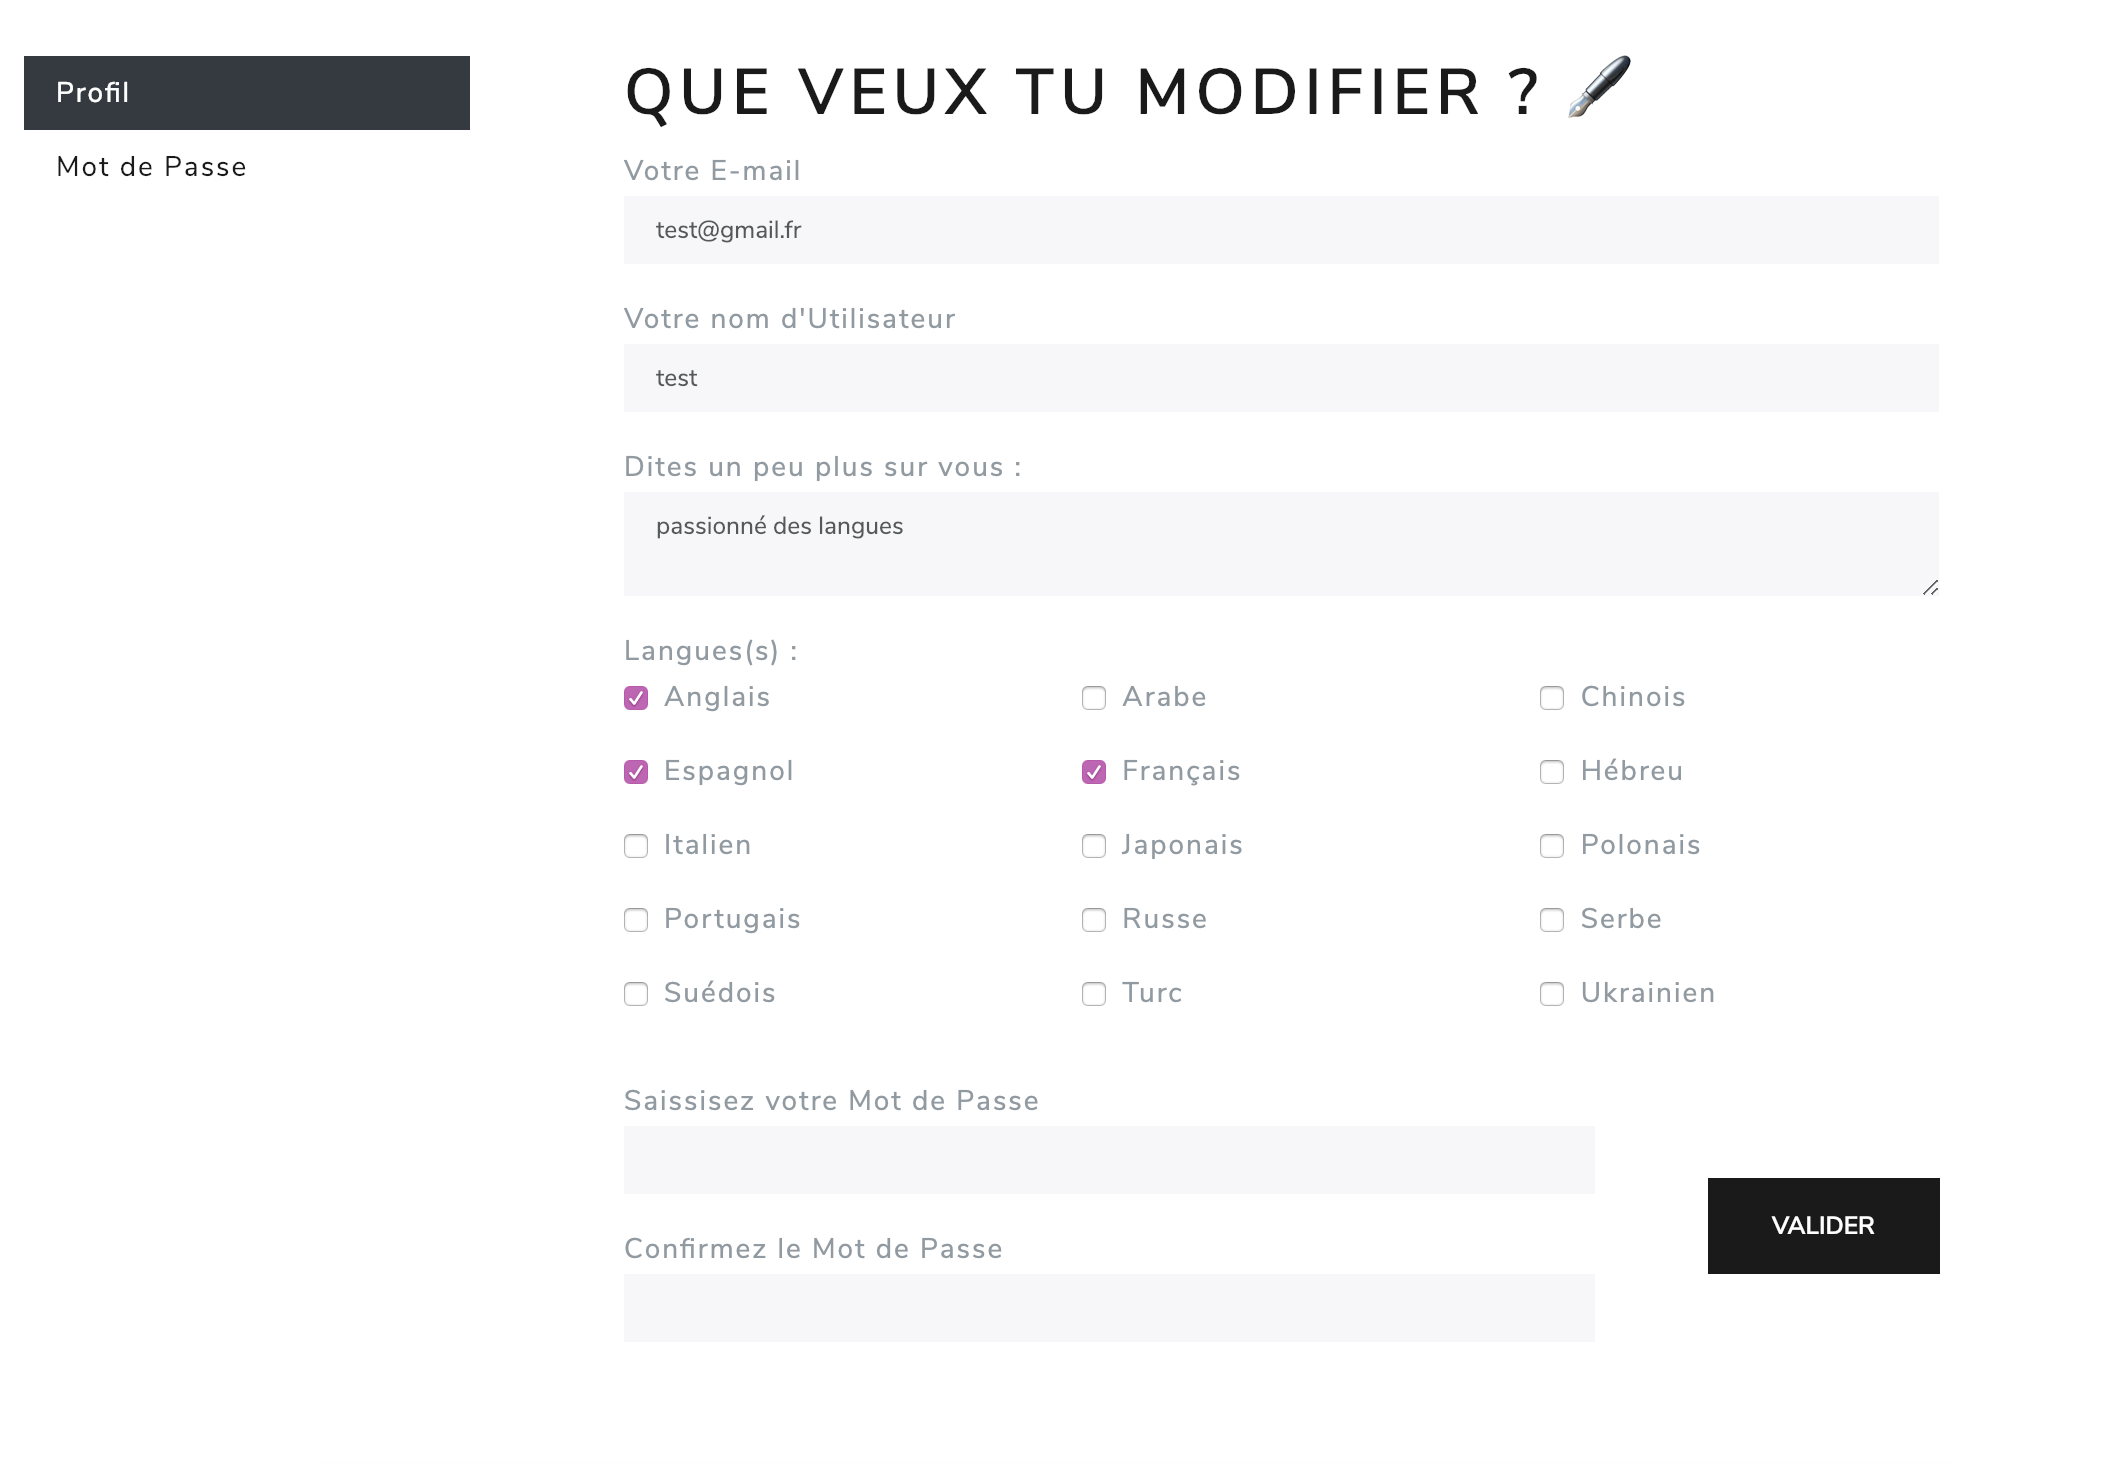 Profil
Mot de Passe
QUE VEUX TU MODIFIER ?
Votre E-mail
test@gmail.fr
Votre nom d'Utilisateur
test
Dites un peu plus sur vous :
passionné des langues
Langues(s) :
Anglais Arabe Chinois
Espagnol Français Hébreu
Italien Japonais Polonais
Portugais Russe Serbe
Suédois Turc Ukrainien
Saissisez votre Mot de Passe
VALIDER
Confirmez le Mot de Passe